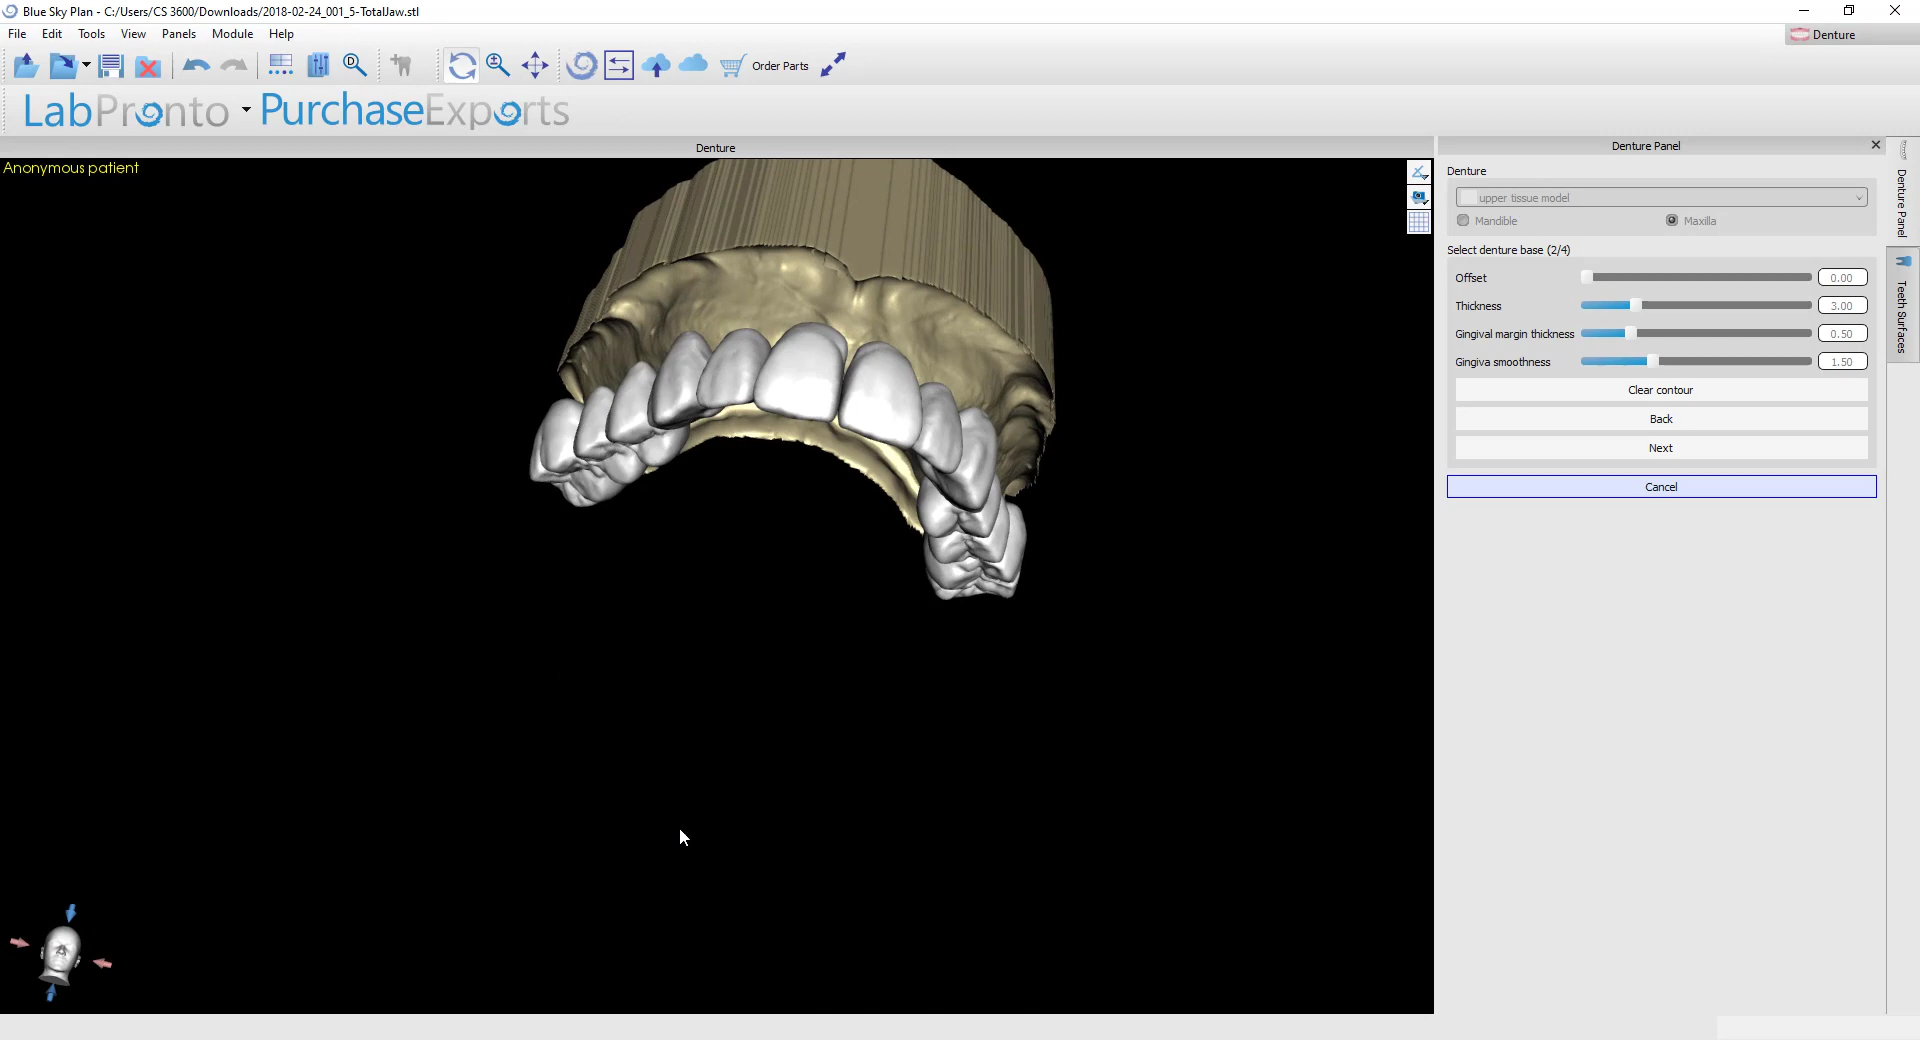 Blue Sky Plan - C:/Users/CS 3600/Downloads/2018-02-24_001_5-TotalJaw.stl
File Edit Tools View Panels Module Help
Denture
D
Order Parts
LabPronto PurchaseExports
Denture
Denture Panel
Anonymous patient
Denture
upper tissue model
Mandible Maxilla
Select denture base (2/4)
Offset 0.00
Thickness 3.00
Gingival margin thickness 0.50
Gingiva smoothness 1.50
Clear contour
Back
Next
Cancel
Denture Panel
Teeth Surfaces